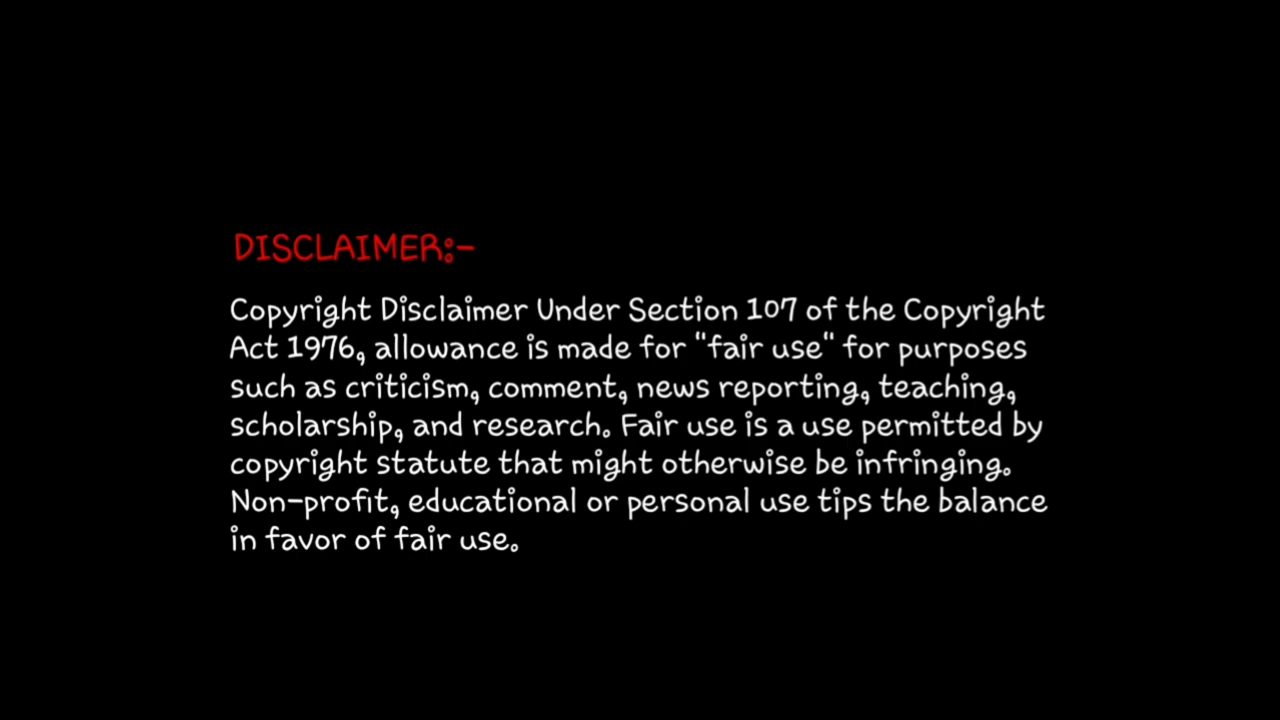 DISCLAIMER:-
Copyright Disclaimer Under Section 107 of the Copyright
Act 1976, allowance is made for "fair use" for purposes
such as criticism, comment, news reporting, teaching,
scholarship, and research. Fair use is a use permitted by
copyright statute that might otherwise be infringing.
Non-profit, educational or personal use tips the balance
in favor of fair use.